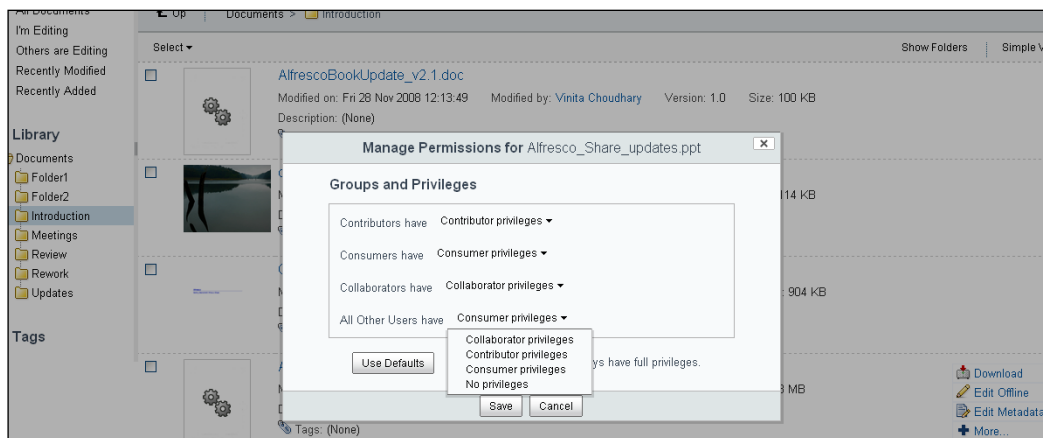 All Documents
I'm Editing
Others are Editing
Recently Modified
Recently Added
Library
Documents
Folder1
Folder2
Introduction
Meetings
Review
Rework
Updates
Tags
Up Documents > Introduction
Select
Show Folders Simple
AlfrescoBookUpdate_v2.1.doc
Modified on: Fri 28 Nov 2008 12:13:49 Modified by: Vinita Choudhary Version: 1.0 Size: 100 KB
Description: (None)
114 KB
: 904 KB
MB
Tags: (None)
Manage Permissions for Alfresco_Share_updates.ppt
Groups and Privileges
Contributors have Contributor privileges
Consumers have Consumer privileges
Collaborators have Collaborator privileges
All Other Users have Consumer privileges
Collaborator privileges
Contributor privileges
Consumer privileges
No privileges
Use Defaults
have full privileges.
Save Cancel
Download
Edit Offline
Edit Metadata
More...